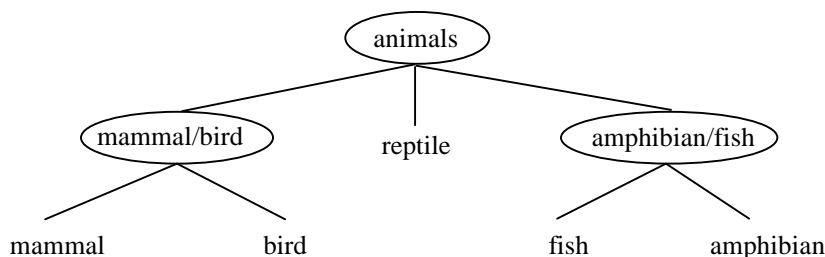 animals
mammal/bird
reptile
amphibian/fish
mammal
bird
fish
amphibian